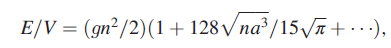 E/V = (gn²/2)(1 + 128√na³/15√π + ···),